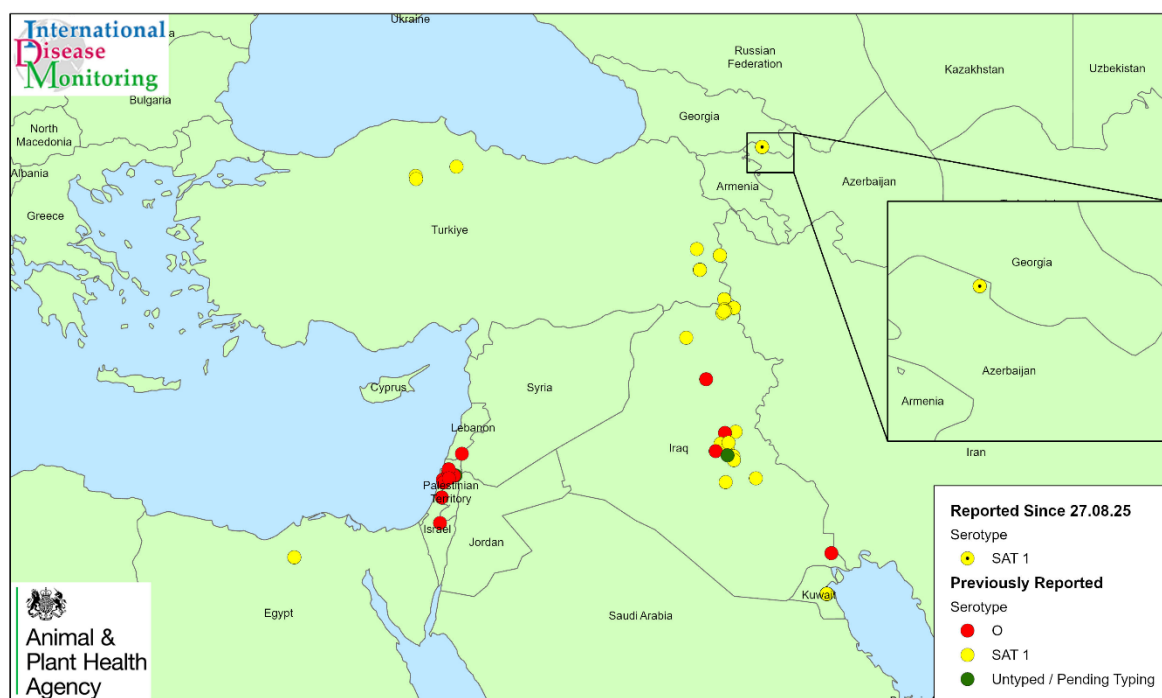 International
Disease
Monitoring
Ukraine
Russian
Federation
Kazakhstan
Uzbekistan
Bulgaria
Georgia
North
Macedonia
Albania
Armenia
Azerbaijan
Greece
Turkiye
Georgia
Azerbaijan
Armenia
Cyprus
Syria
Lebanon
Iraq
Iran
Palestinian
Territory
Israel
Jordan
Kuwait
Egypt
Saudi Arabia
Animal &
Plant Health
Agency
Reported Since 27.08.25
Serotype
SAT 1
Previously Reported
Serotype
O
SAT 1
Untyped / Pending Typing